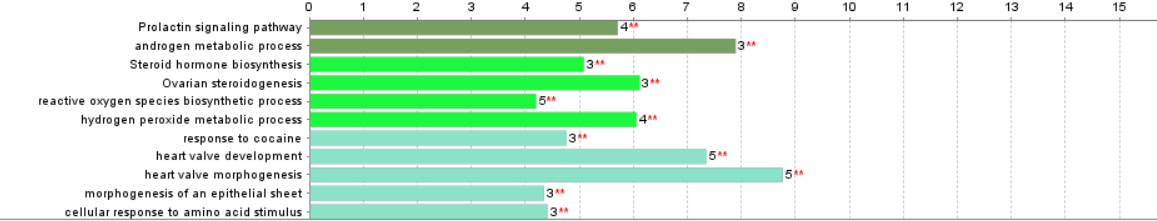 0 1 2 3 4 5 6 7 8 9 10 11 12 13 14 15
Prolactin signaling pathway 4**
androgen metabolic process 3**
Steroid hormone biosynthesis 3**
Ovarian steroidogenesis 3**
reactive oxygen species biosynthetic process 5**
hydrogen peroxide metabolic process 4**
response to cocaine 3**
heart valve development 5**
heart valve morphogenesis 5**
morphogenesis of an epithelial sheet 3**
cellular response to amino acid stimulus 3**